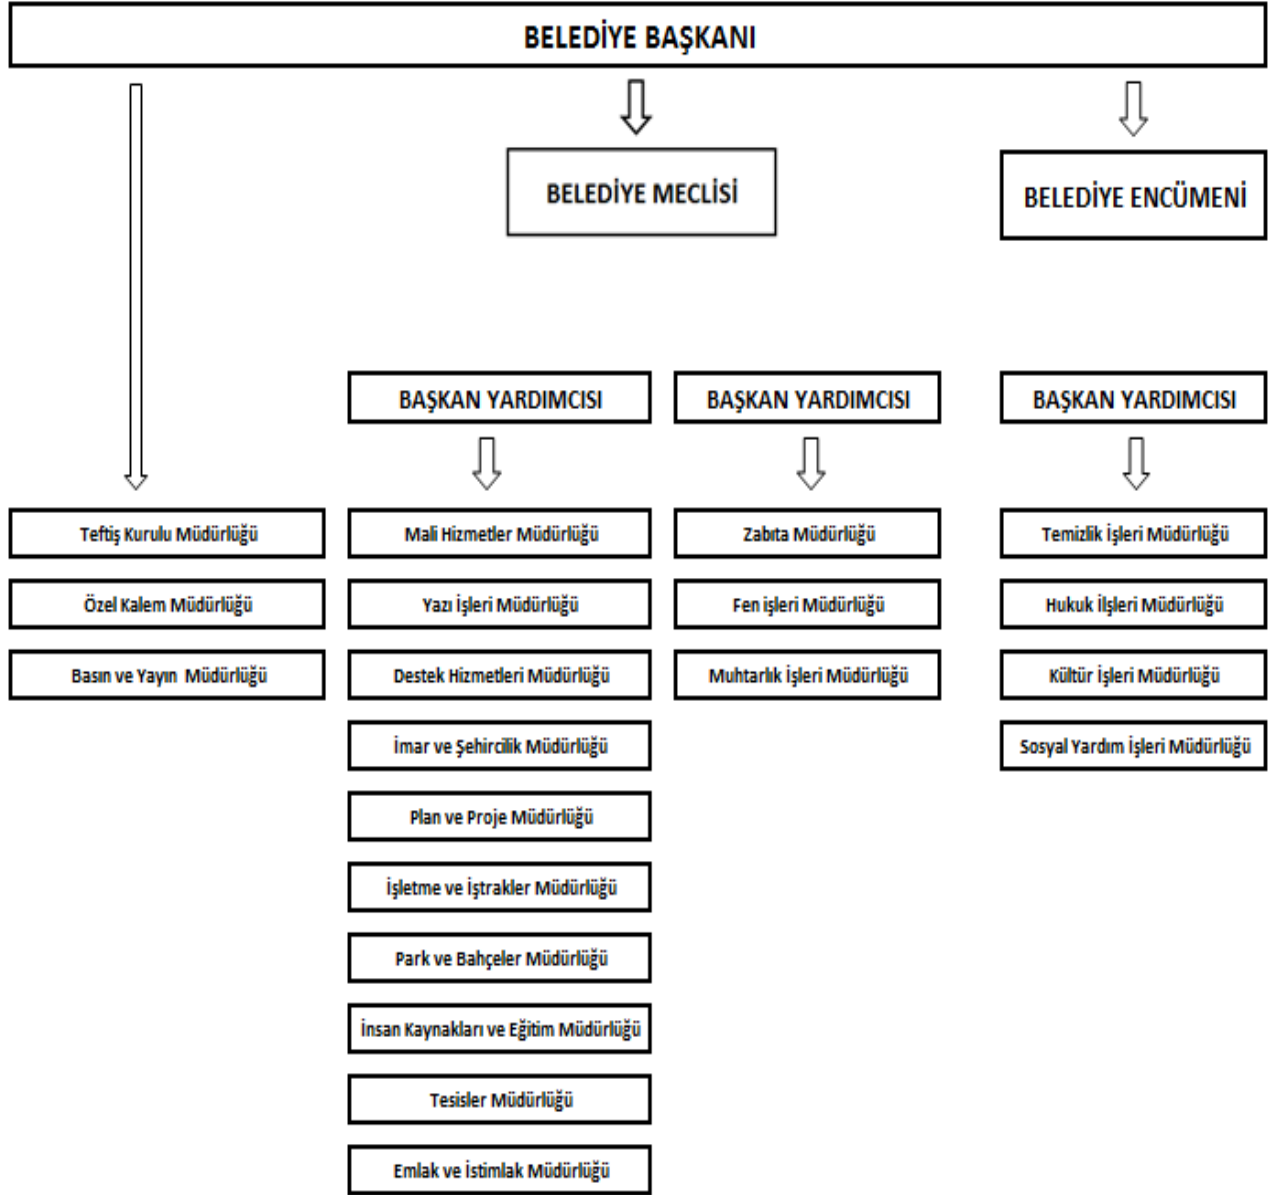 BELEDİYE BAŞKANI
BELEDİYE MECLİSİ
BELEDİYE ENCÜMENİ
BAŞKAN YARDIMCISI
BAŞKAN YARDIMCISI
BAŞKAN YARDIMCISI
Teftiş Kurulu Müdürlüğü
Özel Kalem Müdürlüğü
Basın ve Yayın Müdürlüğü
Mali Hizmetler Müdürlüğü
Yazı İşleri Müdürlüğü
Destek Hizmetleri Müdürlüğü
İmar ve Şehircilik Müdürlüğü
Plan ve Proje Müdürlüğü
İşletme ve İştrakler Müdürlüğü
Park ve Bahçeler Müdürlüğü
İnsan Kaynakları ve Eğitim Müdürlüğü
Tesisler Müdürlüğü
Emlak ve İstimlak Müdürlüğü
Zabıta Müdürlüğü
Fen işleri Müdürlüğü
Muhtarlık İşleri Müdürlüğü
Temizlik İşleri Müdürlüğü
Hukuk İlşleri Müdürlüğü
Kültür İşleri Müdürlüğü
Sosyal Yardım İşleri Müdürlüğü